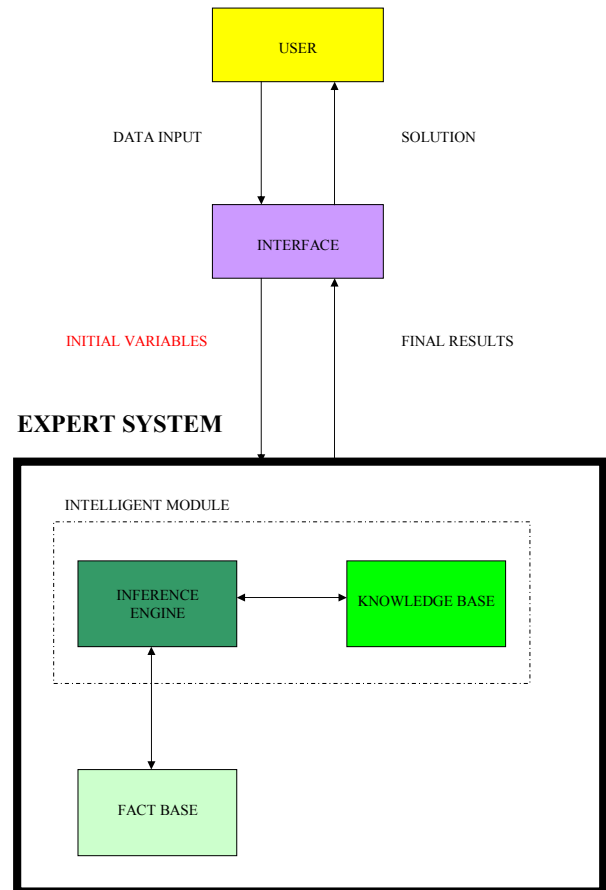 USER
DATA INPUT
SOLUTION
INTERFACE
INITIAL VARIABLES
FINAL RESULTS
EXPERT SYSTEM
INTELLIGENT MODULE
INFERENCE
ENGINE
KNOWLEDGE BASE
FACT BASE